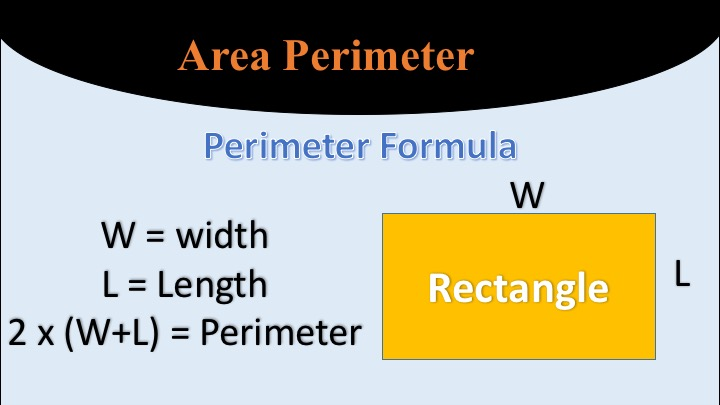 Area Perimeter
Perimeter Formula
W = width
L = Length
2 x (W+L) = Perimeter
W
Rectangle
L